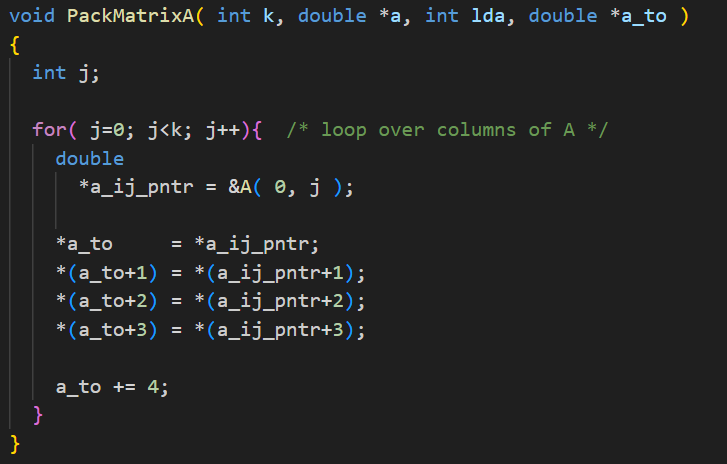 void PackMatrixA( int k, double *a, int lda, double *a_to )
{
  int j;

  for( j=0; j<k; j++){  /* loop over columns of A */
    double
      *a_ij_pntr = &A( 0, j );

    *a_to     = *a_ij_pntr;
    *(a_to+1) = *(a_ij_pntr+1);
    *(a_to+2) = *(a_ij_pntr+2);
    *(a_to+3) = *(a_ij_pntr+3);

    a_to += 4;
  }
}